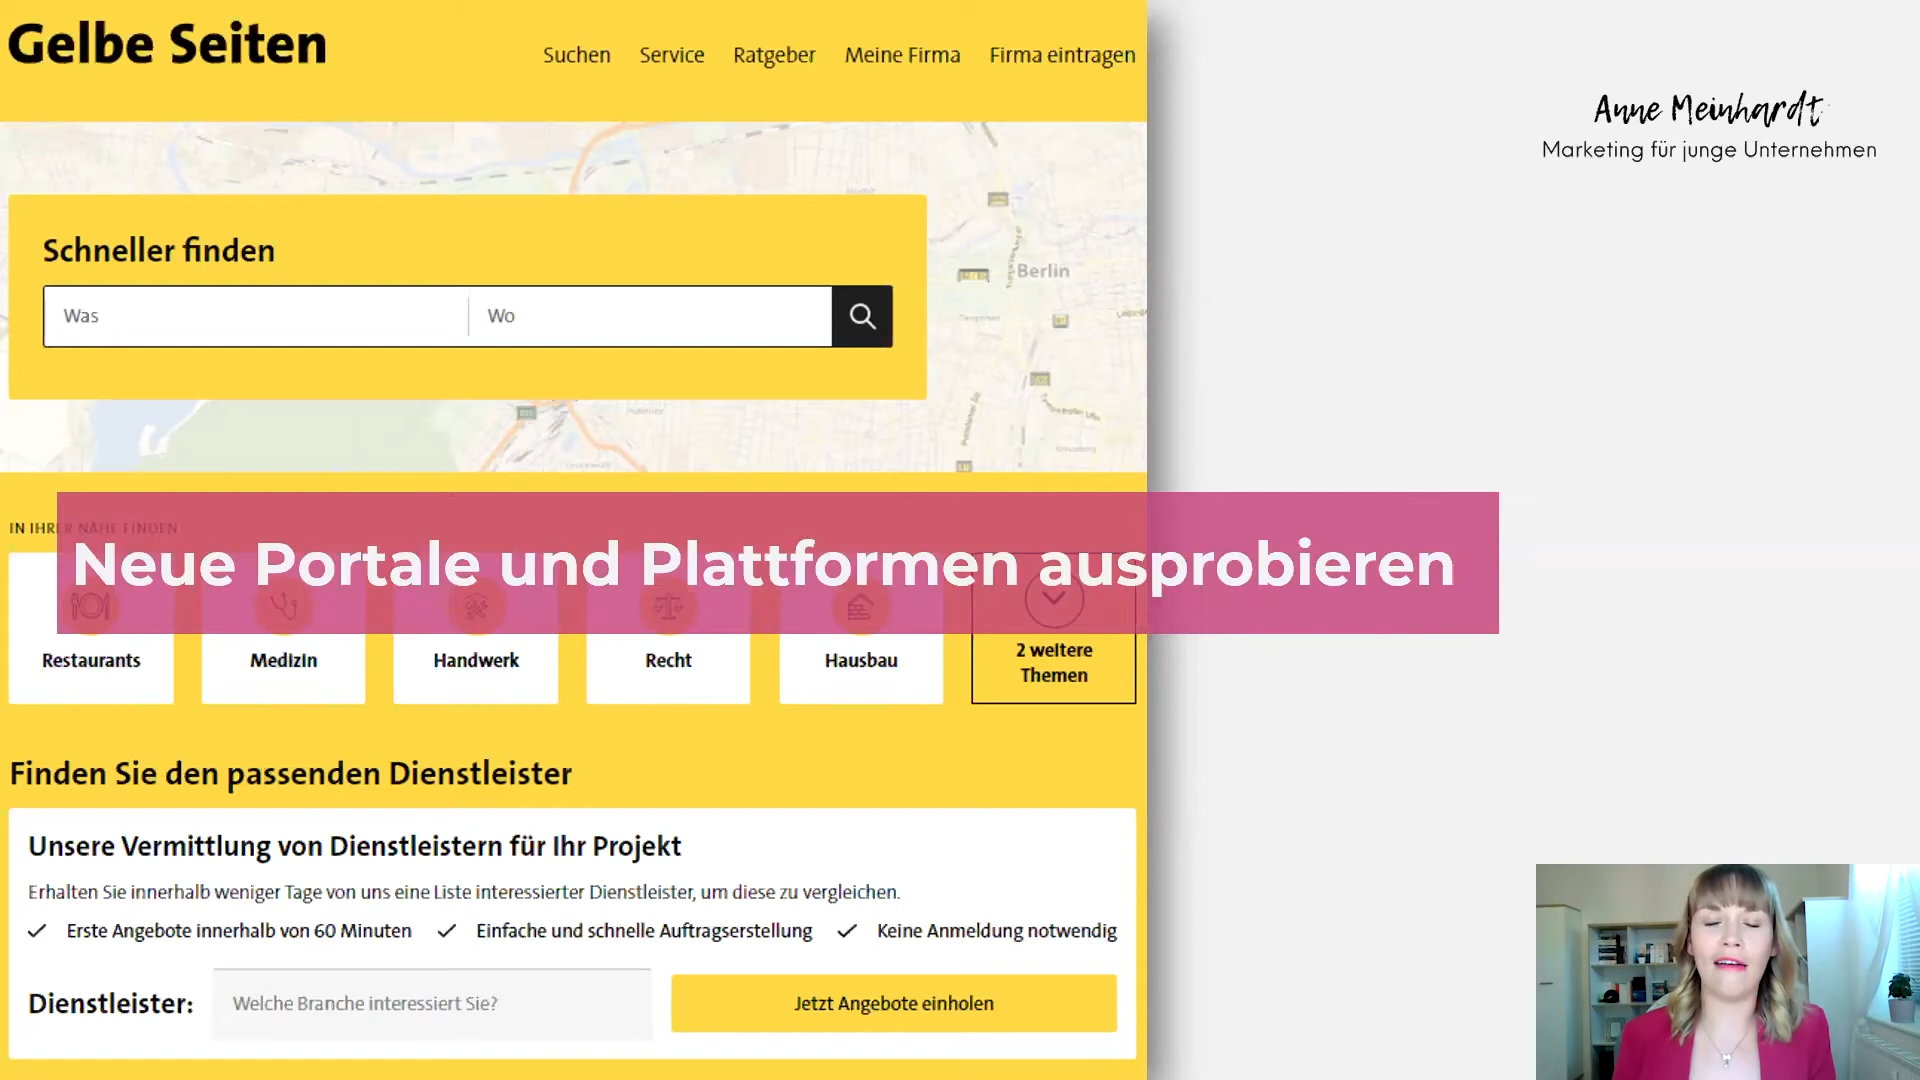 Gelbe Seiten
Suchen Service Ratgeber Meine Firma Firma eintragen
Anne Meinhardt
Marketing für junge Unternehmen
Schneller finden
Was Wo
Berlin
IN IHRER NÄHE FINDEN
Neue Portale und Plattformen ausprobieren
Restaurants Medizin Handwerk Recht Hausbau
2 weitere
Themen
Finden Sie den passenden Dienstleister
Unsere Vermittlung von Dienstleistern für Ihr Projekt
Erhalten Sie innerhalb weniger Tage von uns eine Liste interessierter Dienstleister, um diese zu vergleichen.
Erste Angebote innerhalb von 60 Minuten Einfache und schnelle Auftragserstellung Keine Anmeldung notwendig
Dienstleister: Welche Branche interessiert Sie? Jetzt Angebote einholen